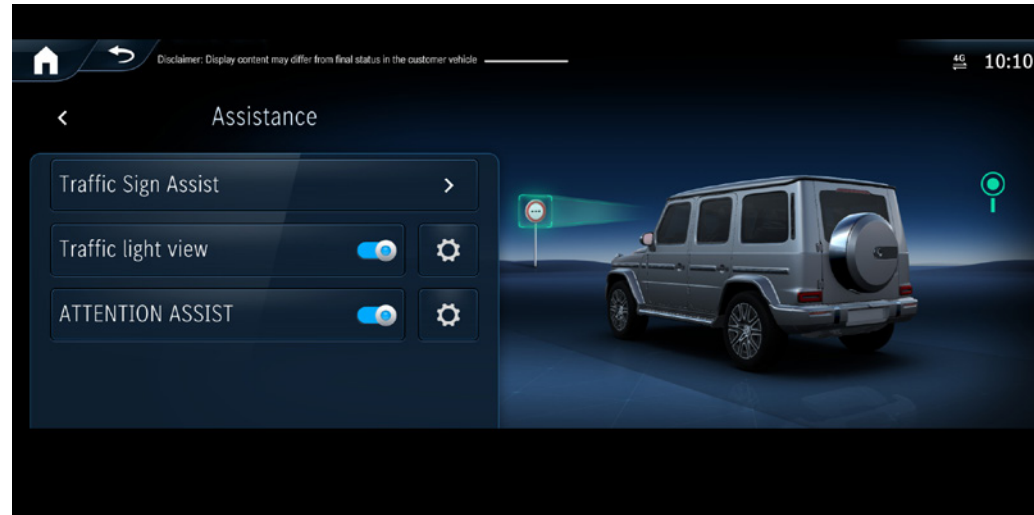 Disclaimer: Display content may differ from final status in the customer vehicle
4G 10:10
Assistance
Traffic Sign Assist
Traffic light view
ATTENTION ASSIST